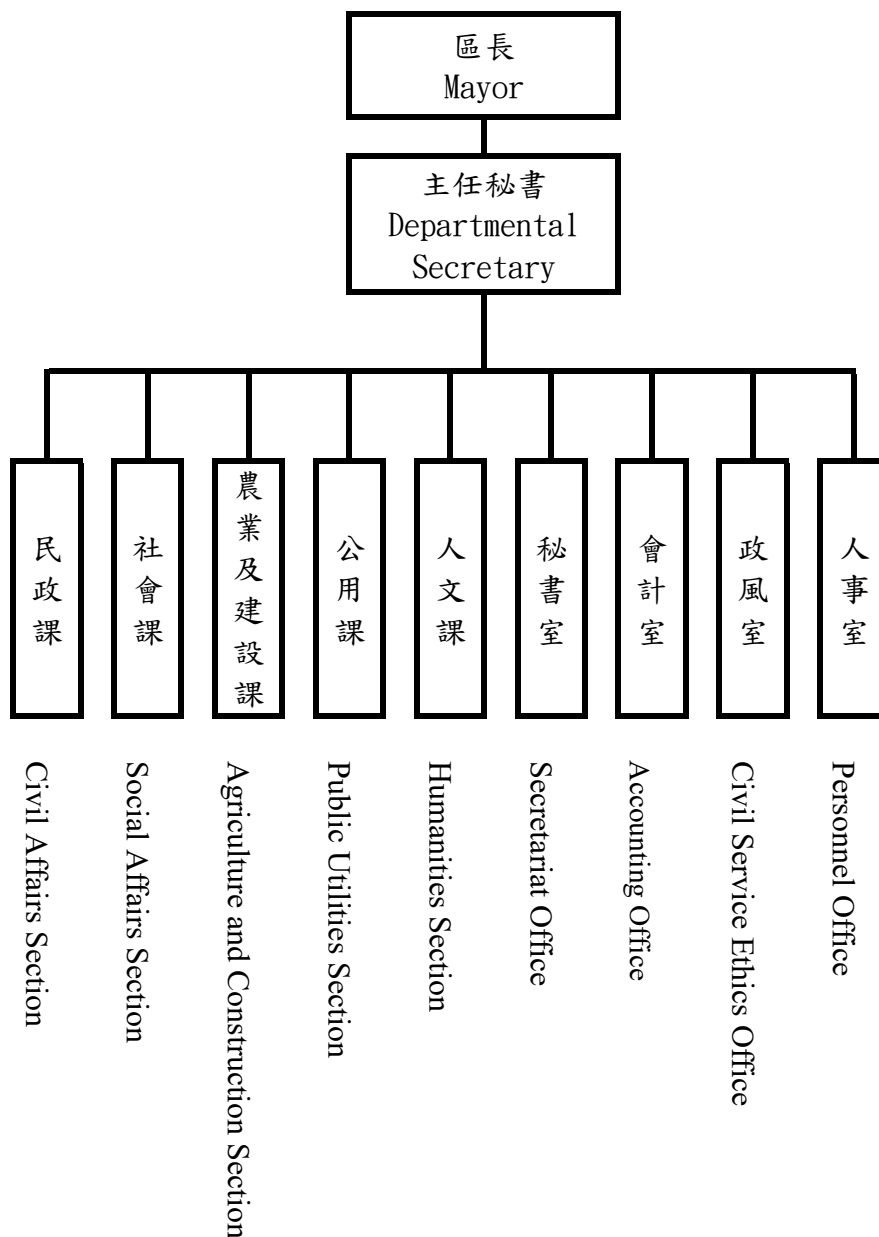 區長
Mayor
主任秘書
Departmental
Secretary
民政課
社會課
農業及建設課
公用課
人文課
秘書室
會計室
政風室
人事室
Civil Affairs Section
Social Affairs Section
Agriculture and Construction Section
Public Utilities Section
Humanities Section
Secretariat Office
Accounting Office
Civil Service Ethics Office
Personnel Office